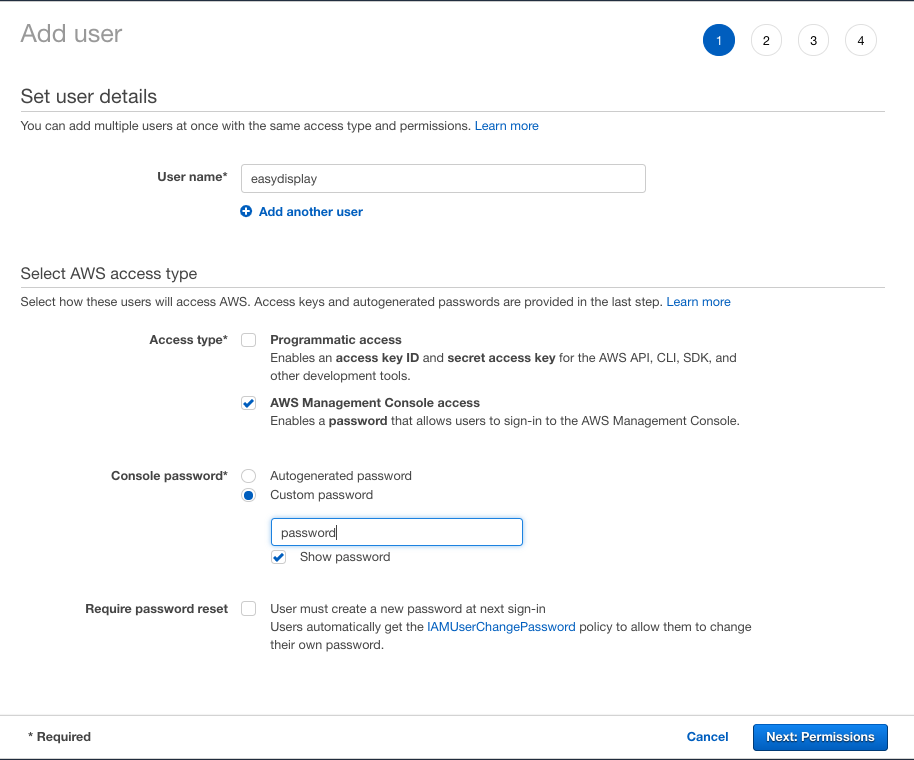 Add user
1 2 3 4
Set user details
You can add multiple users at once with the same access type and permissions. Learn more
User name* easydisplay
Add another user
Select AWS access type
Select how these users will access AWS. Access keys and autogenerated passwords are provided in the last step. Learn more
Access type* Programmatic access
Enables an access key ID and secret access key for the AWS API, CLI, SDK, and
other development tools.
AWS Management Console access
Enables a password that allows users to sign-in to the AWS Management Console.
Console password* Autogenerated password
Custom password
password
Show password
Require password reset User must create a new password at next sign-in
Users automatically get the IAMUserChangePassword policy to allow them to change
their own password.
* Required Cancel Next: Permissions